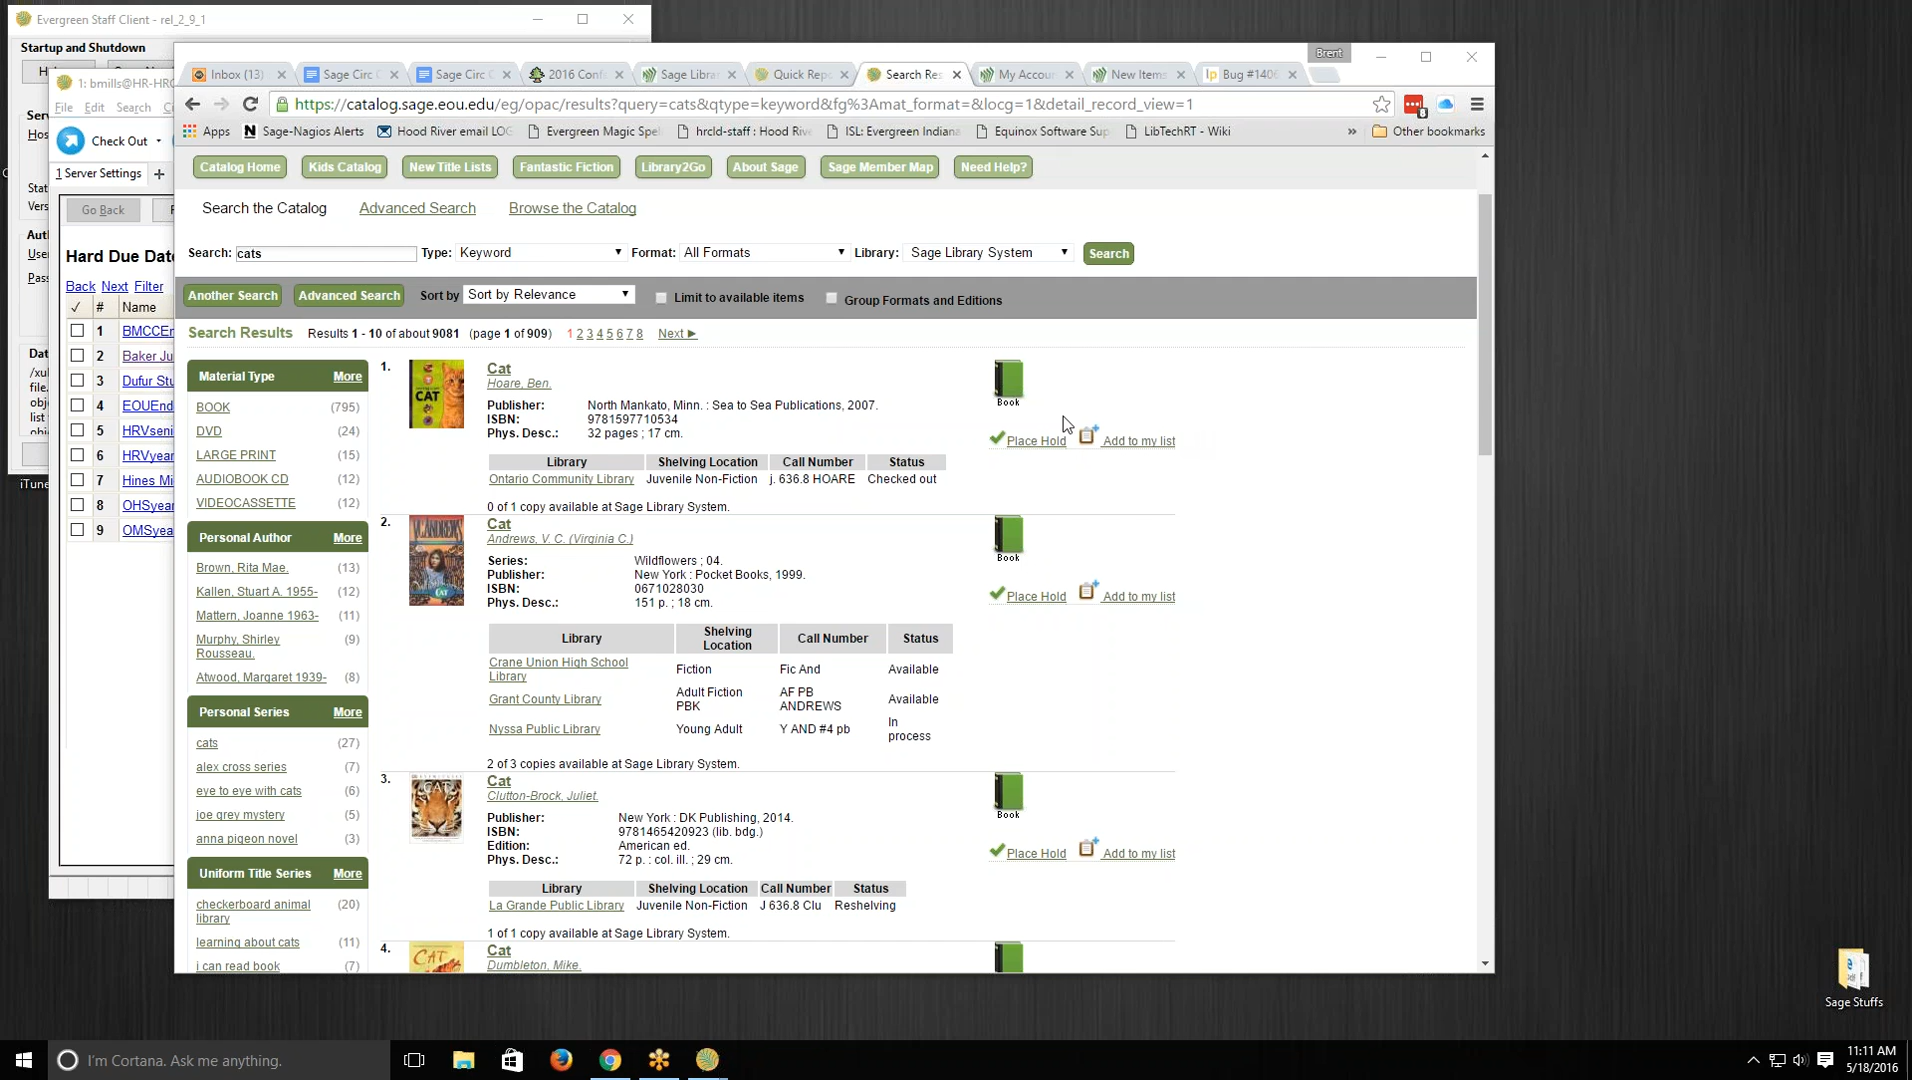 Evergreen Staff Client - rel_2_9_1
Startup and Shutdown
1: bmills@HR-HRC
File Edit Search
Check Out
1 Server Settings
Go Back
Hard Due Date
Back Next Filter
✓ # Name
1 BMCCEn
2 Baker Ju
3 Dufur Stu
4 EOUEnd
5 HRVseni
6 HRVyear
7 Hines Mi
8 OHSyear
9 OMSyea
Brent
Inbox (13)
Sage Circ C
Sage Circ C
2016 Conf
Sage Librar
Quick Repo
Search Res
My Accoun
New Items
Bug #1406
https://catalog.sage.eou.edu/eg/opac/results?query=cats&qtype=keyword&fg%3Amat_format=&locg=1&detail_record_view=1
Apps Sage-Nagios Alerts Hood River email LOG Evergreen Magic Spel hrcld-staff : Hood Rive ISL: Evergreen Indiana Equinox Software Sup LibTechRT - Wiki » Other bookmarks
Catalog Home Kids Catalog New Title Lists Fantastic Fiction Library2Go About Sage Sage Member Map Need Help?
Search the Catalog Advanced Search Browse the Catalog
Search: cats Type: Keyword Format: All Formats Library: Sage Library System Search
Another Search Advanced Search Sort by Sort by Relevance Limit to available items Group Formats and Editions
Search Results Results 1 - 10 of about 9081 (page 1 of 909) 1 2 3 4 5 6 7 8 Next ►
Material Type More
BOOK (795)
DVD (24)
LARGE PRINT (15)
AUDIOBOOK CD (12)
VIDEOCASSETTE (12)
Personal Author More
Brown, Rita Mae. (13)
Kallen, Stuart A. 1955- (12)
Mattern, Joanne 1963- (11)
Murphy, Shirley (9)
Rousseau.
Atwood, Margaret 1939- (8)
Personal Series More
cats (27)
alex cross series (7)
eye to eye with cats (6)
joe grey mystery (5)
anna pigeon novel (3)
Uniform Title Series More
checkerboard animal (20)
library
learning about cats (11)
i can read book (7)
1.
CAT
Cat
Hoare, Ben.
Publisher: North Mankato, Minn. : Sea to Sea Publications, 2007.
ISBN: 9781597710534
Phys. Desc.: 32 pages ; 17 cm.
Book
Place Hold Add to my list
Library Shelving Location Call Number Status
Ontario Community Library Juvenile Non-Fiction j. 636.8 HOARE Checked out
0 of 1 copy available at Sage Library System.
2.
V.C. ANDREWS
CAT
Cat
Andrews, V. C. (Virginia C.)
Series: Wildflowers ; 04.
Publisher: New York : Pocket Books, 1999.
ISBN: 0671028030
Phys. Desc.: 151 p. ; 18 cm.
Book
Place Hold Add to my list
Library Shelving Location Call Number Status
Crane Union High School Library Fiction Fic And Available
Grant County Library Adult Fiction PBK AF PB ANDREWS Available
Nyssa Public Library Young Adult Y AND #4 pb In process
2 of 3 copies available at Sage Library System.
3.
CAT
Cat
Clutton-Brock, Juliet.
Publisher: New York : DK Publishing, 2014.
ISBN: 9781465420923 (lib. bdg.)
Edition: American ed.
Phys. Desc.: 72 p. : col. ill. ; 29 cm.
Book
Place Hold Add to my list
Library Shelving Location Call Number Status
La Grande Public Library Juvenile Non-Fiction J 636.8 Clu Reshelving
1 of 1 copy available at Sage Library System.
4.
CAT
Cat
Dumbleton, Mike.
Sage Stuffs
I'm Cortana. Ask me anything.
11:11 AM
5/18/2016